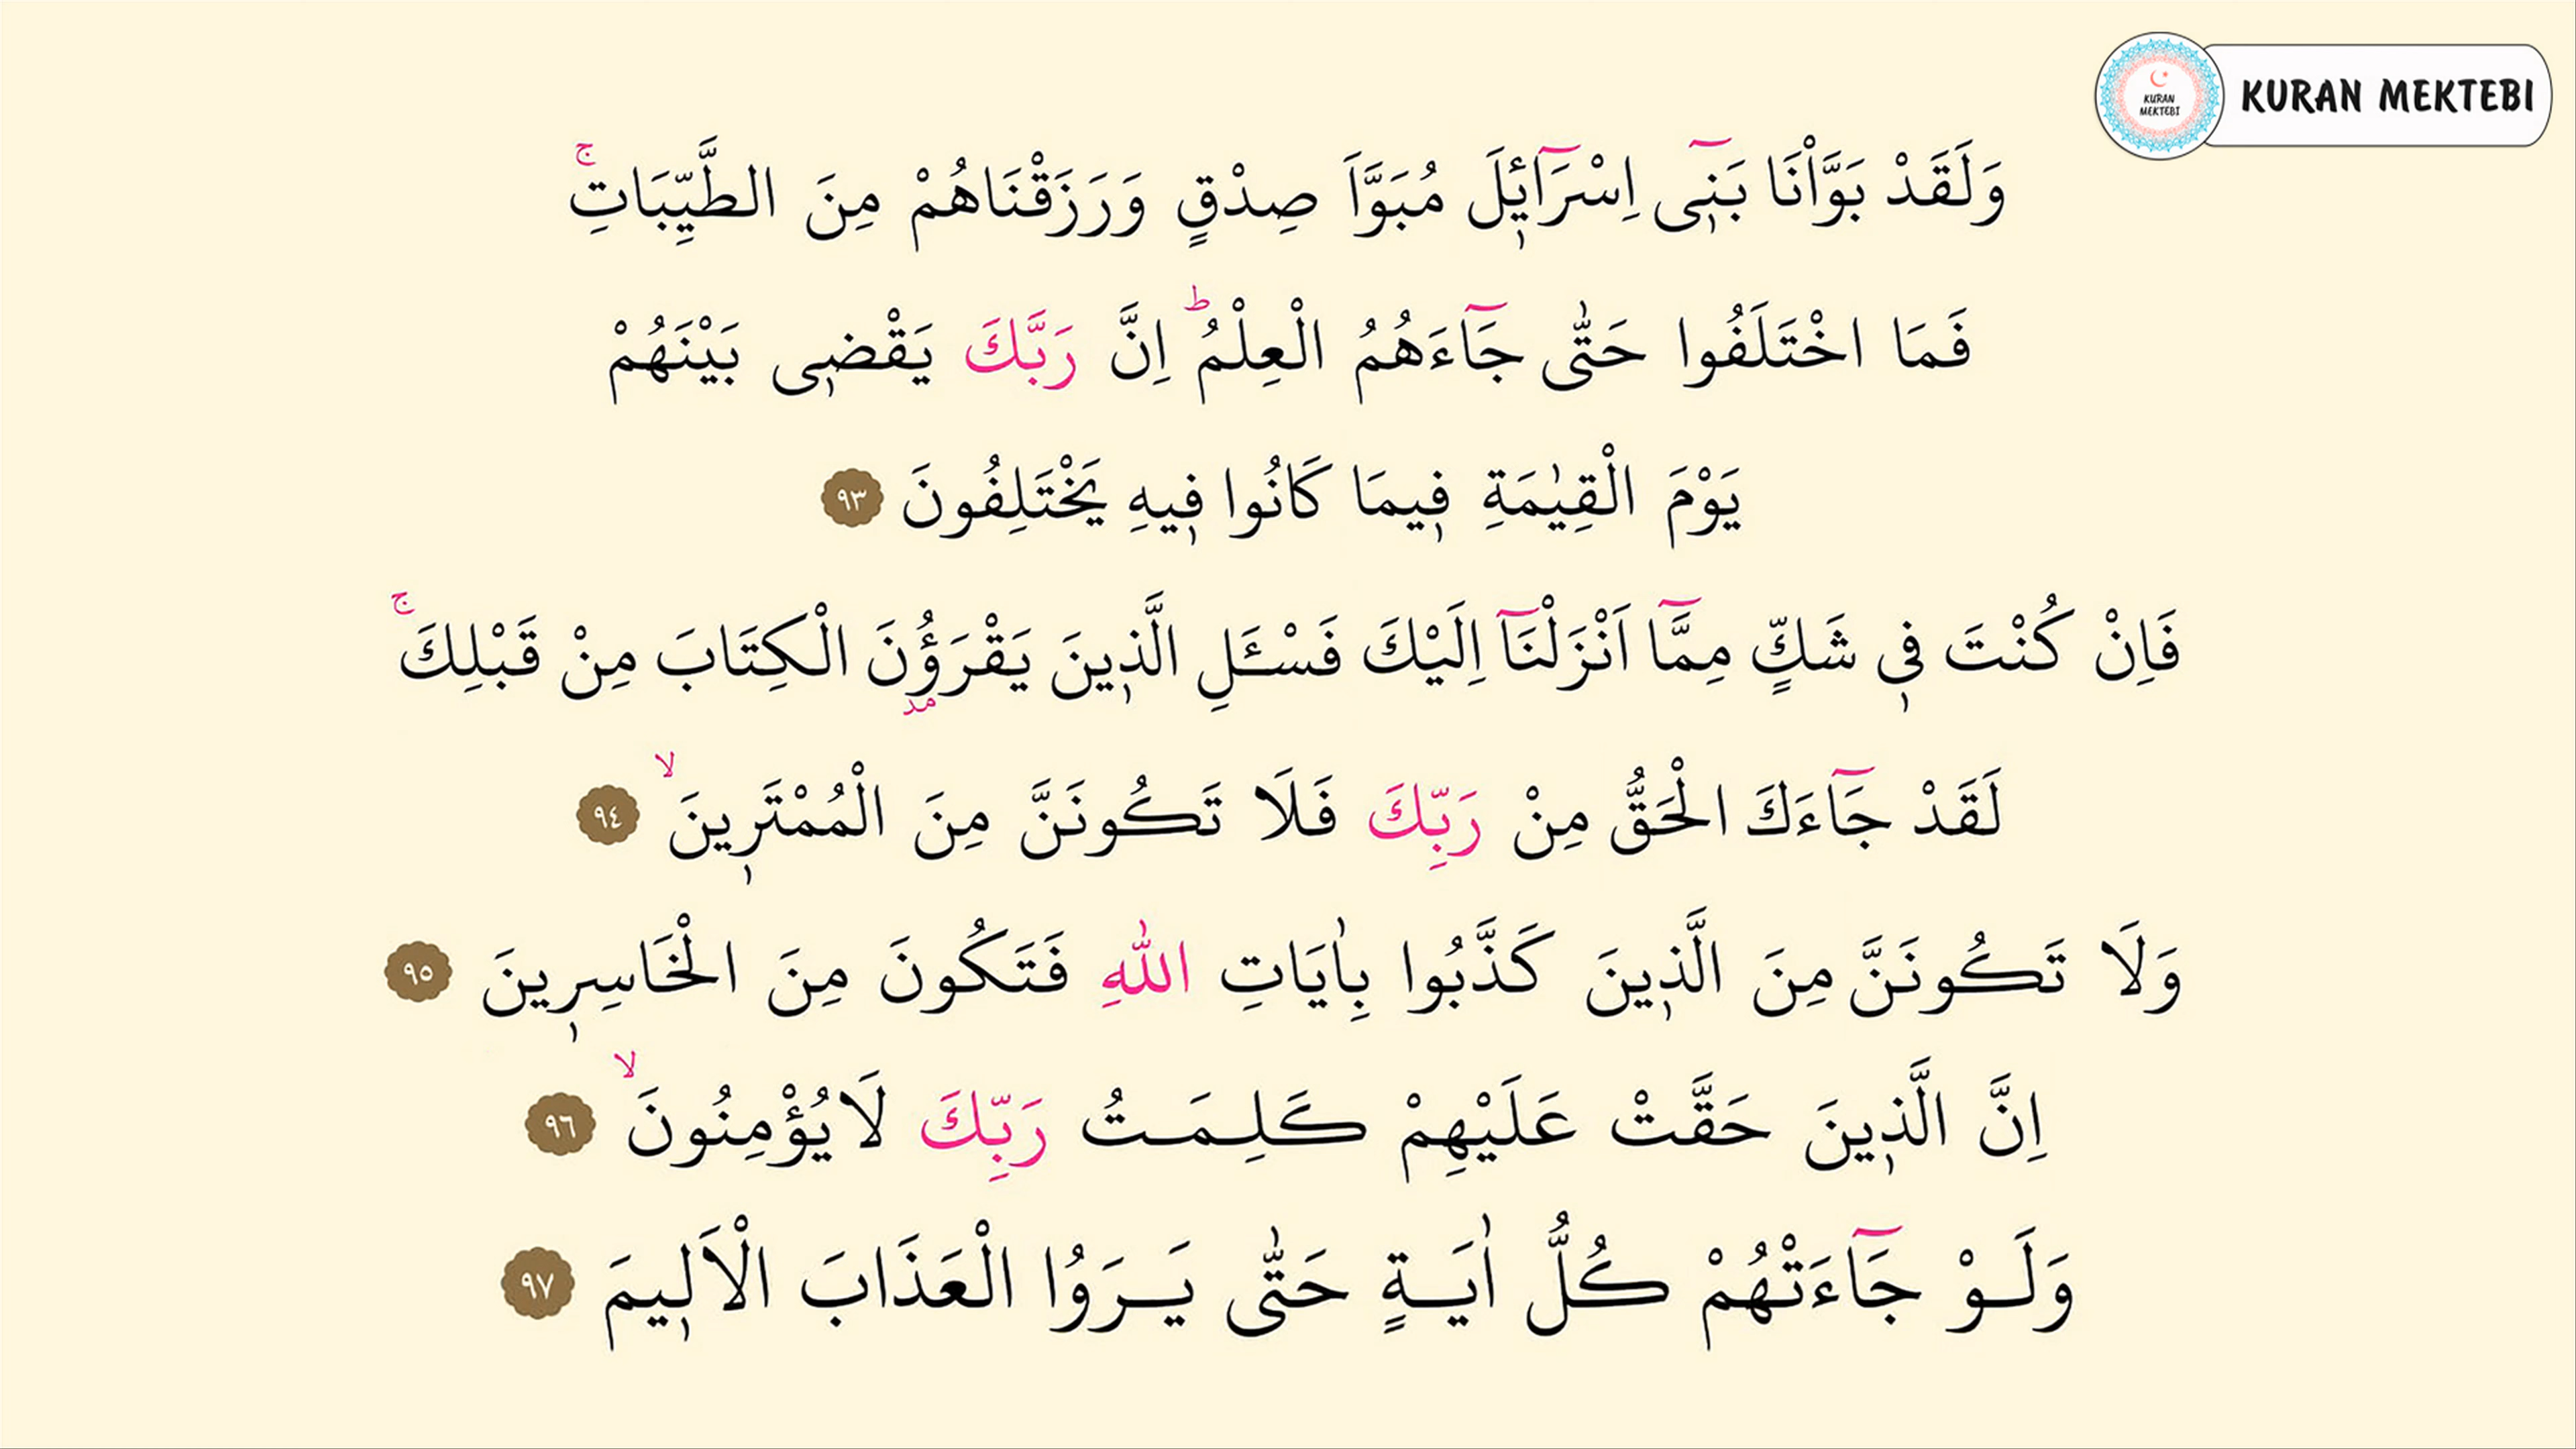 KURAN MEKTEBI
KURAN
MEKTEBI
وَلَقَدْ بَوَّاْنَا بَنٖٓى اِسْرَٓائٖلَ مُبَوَّاَ صِدْقٍ وَرَزَقْنَاهُمْ مِنَ الطَّيِّبَاتِۚ
فَمَا اخْتَلَفُوا حَتّٰى جَٓاءَهُمُ الْعِلْمُؕ اِنَّ رَبَّكَ يَقْضٖى بَيْنَهُمْ
يَوْمَ الْقِيٰمَةِ فٖيمَا كَانُوا فٖيهِ يَخْتَلِفُونَ ٩٣
فَاِنْ كُنْتَ فٖى شَكٍّ مِمَّٓا اَنْزَلْنَٓا اِلَيْكَ فَسْـَٔلِ الَّذٖينَ يَقْرَؤُ۫نَ الْكِتَابَ مِنْ قَبْلِكَۚ
لَقَدْ جَٓاءَكَ الْحَقُّ مِنْ رَبِّكَ فَلَا تَكُونَنَّ مِنَ الْمُمْتَرٖينَۙ ٩٤
وَلَا تَكُونَنَّ مِنَ الَّذٖينَ كَذَّبُوا بِاٰيَاتِ اللّٰهِ فَتَكُونَ مِنَ الْخَاسِرٖينَ ٩٥
اِنَّ الَّذٖينَ حَقَّتْ عَلَيْهِمْ كَلِمَتُ رَبِّكَ لَا يُؤْمِنُونَۙ ٩٦
وَلَوْ جَٓاءَتْهُمْ كُلُّ اٰيَةٍ حَتّٰى يَرَوُا الْعَذَابَ الْاَلٖيمَ ٩٧